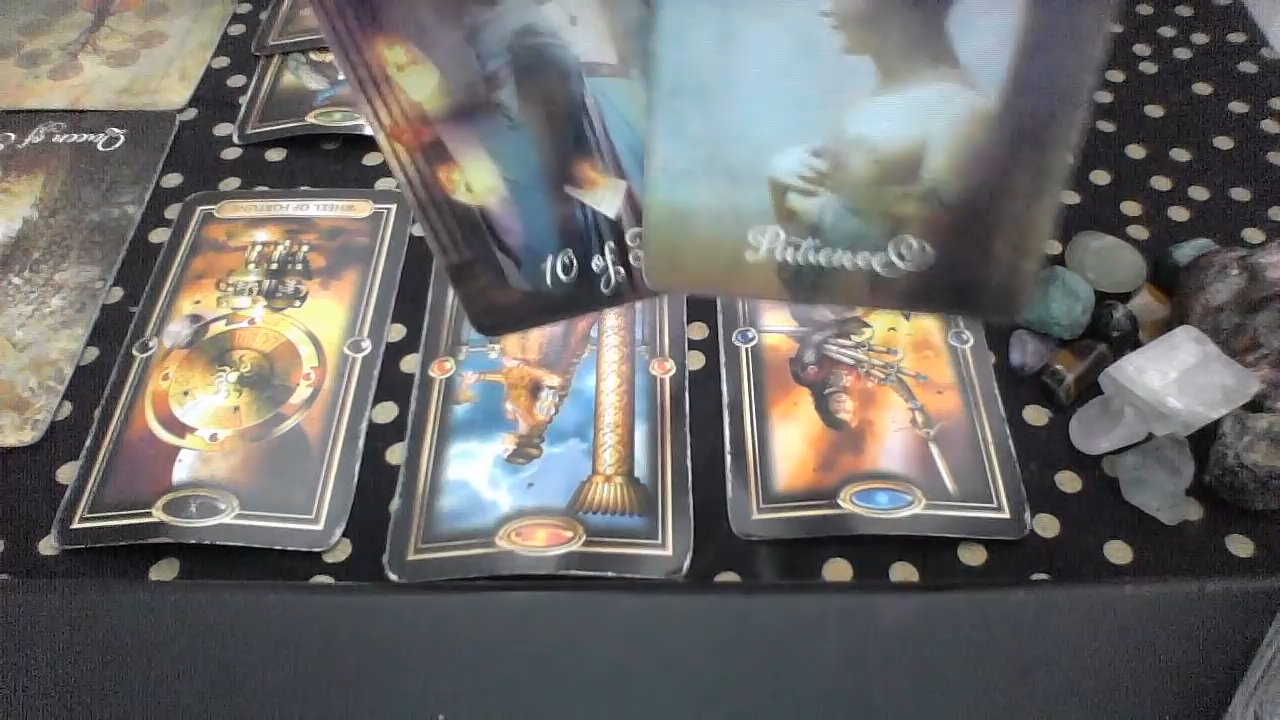 Queen of
WHEEL OF FORTUNE
10 of
Patience
X